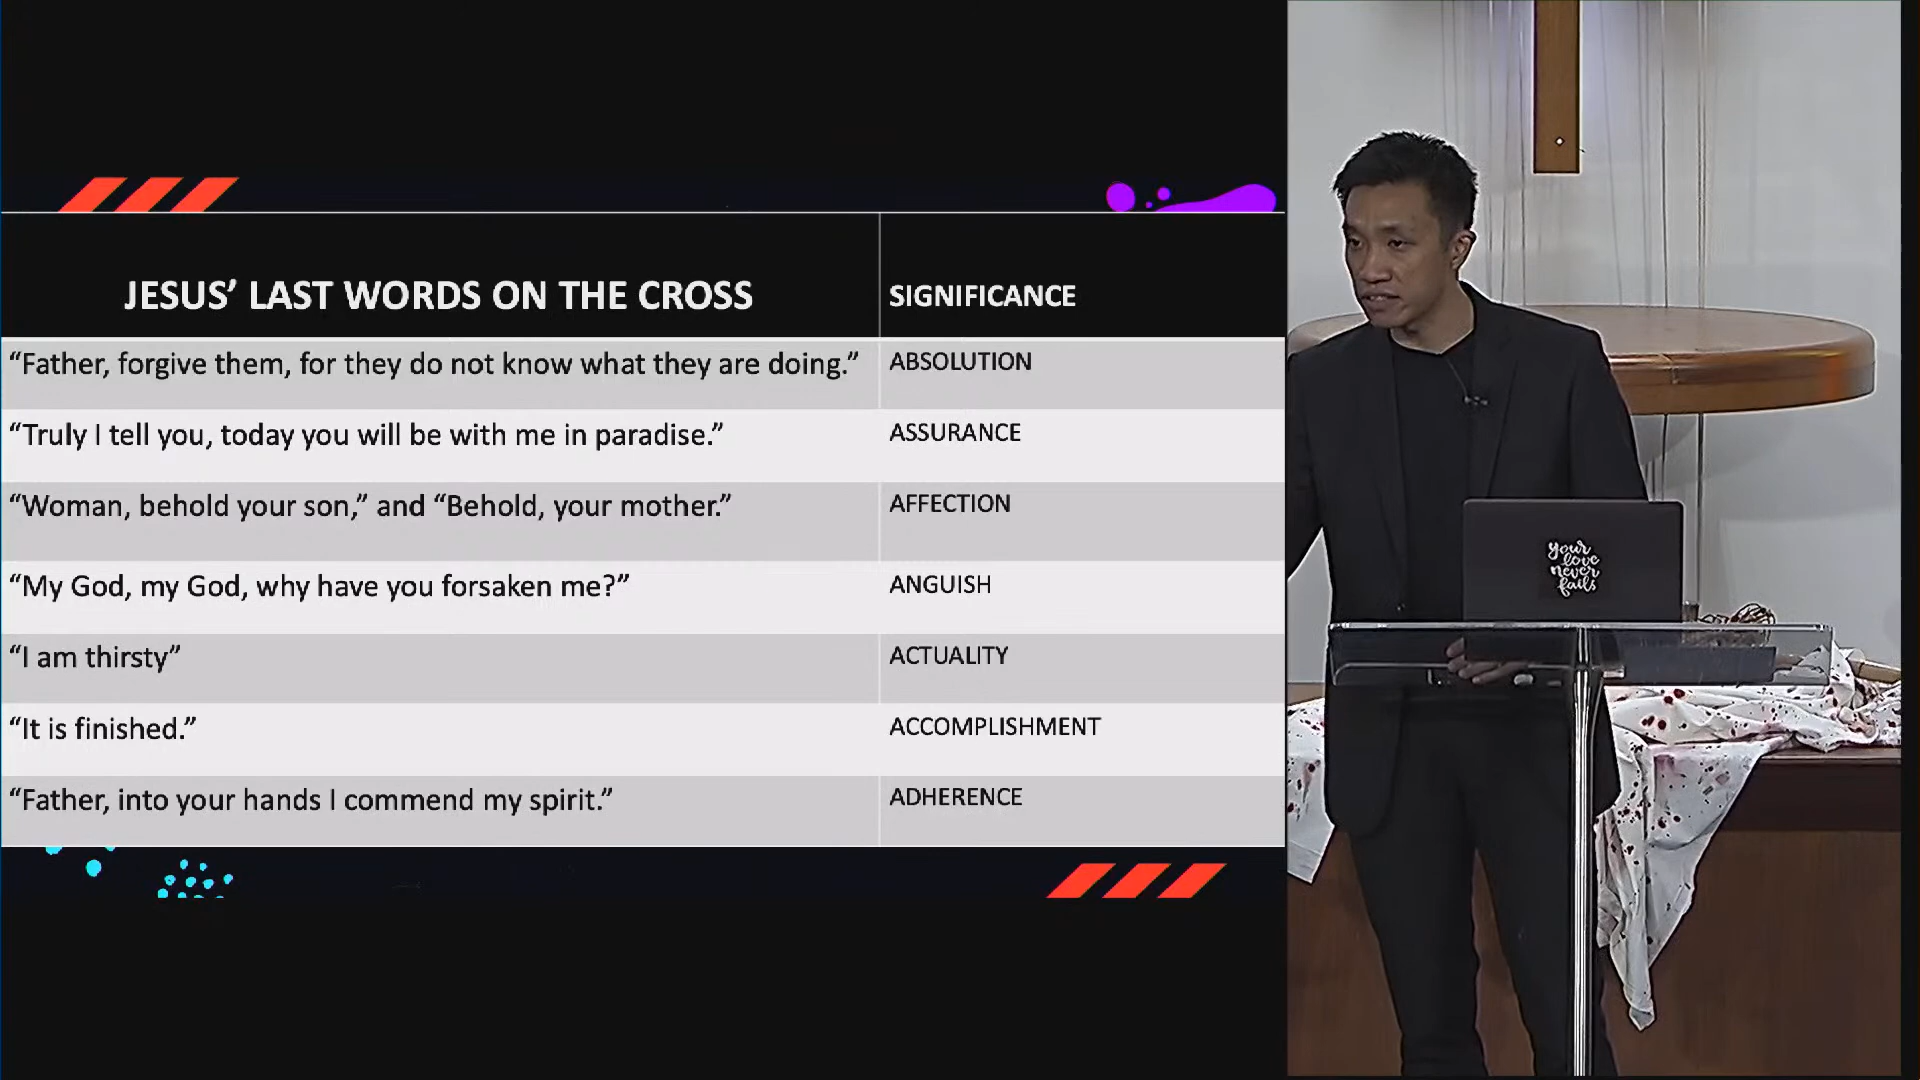 JESUS’ LAST WORDS ON THE CROSS
SIGNIFICANCE
“Father, forgive them, for they do not know what they are doing.”
ABSOLUTION
“Truly I tell you, today you will be with me in paradise.”
ASSURANCE
“Woman, behold your son,” and “Behold, your mother.”
AFFECTION
“My God, my God, why have you forsaken me?”
ANGUISH
“I am thirsty”
ACTUALITY
“It is finished.”
ACCOMPLISHMENT
“Father, into your hands I commend my spirit.”
ADHERENCE
your
love
never
fails